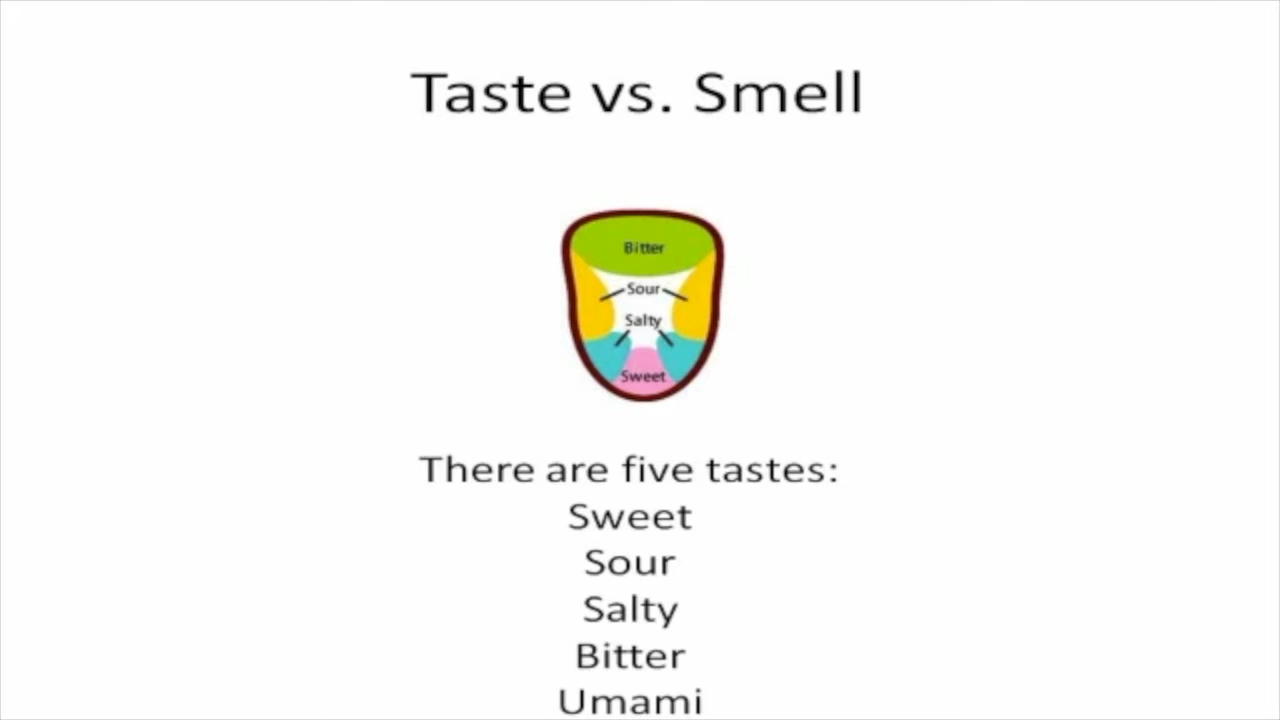 Taste vs. Smell
Bitter
Sour
Salty
Sweet
There are five tastes:
Sweet
Sour
Salty
Bitter
Umami